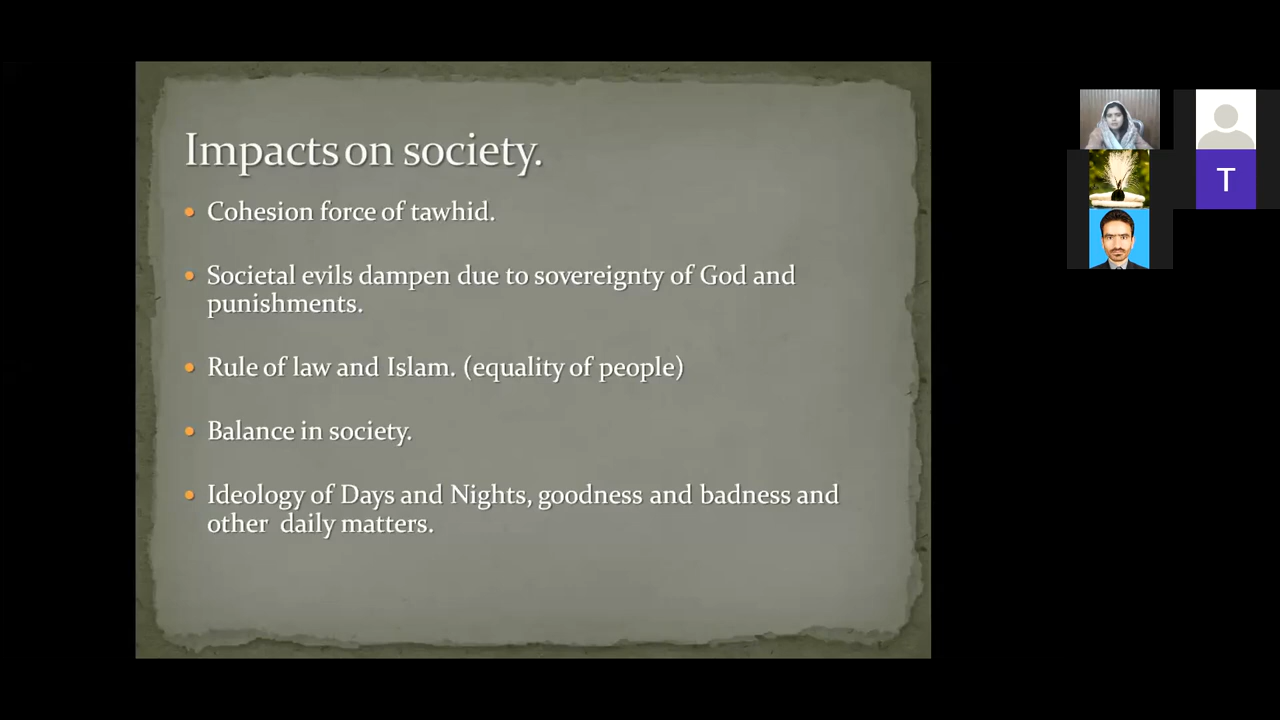 Impacts on society.
Cohesion force of tawhid.
Societal evils dampen due to sovereignty of God and
punishments.
Rule of law and Islam. (equality of people)
Balance in society.
Ideology of Days and Nights, goodness and badness and
other daily matters.
T